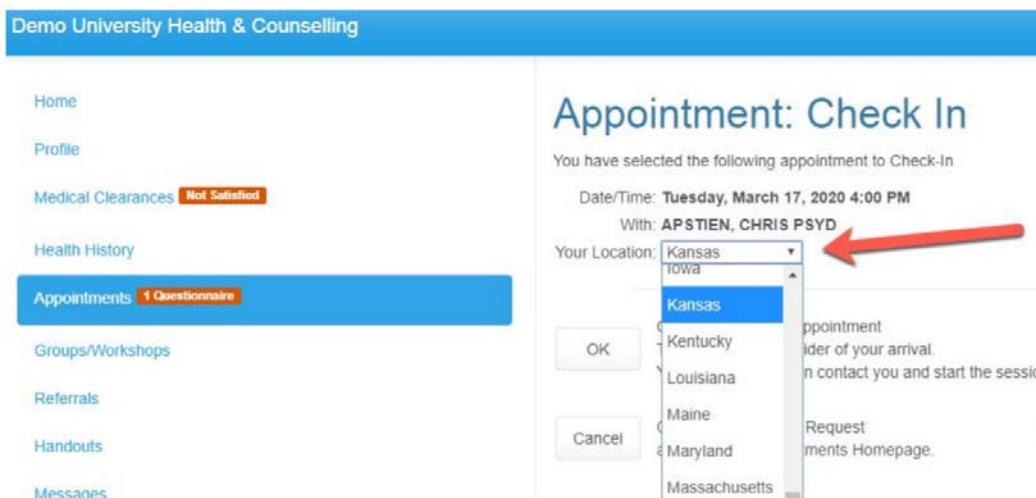 Demo University Health & Counselling
Home
Profile
Medical Clearances Not Satisfied
Health History
Appointments 1 Questionnaire
Groups/Workshops
Referrals
Handouts
Messages
Appointment: Check In
You have selected the following appointment to Check-In
Date/Time: Tuesday, March 17, 2020 4:00 PM
With: APSTIEN, CHRIS PSYD
Your Location: Kansas
Iowa
Kansas
Kentucky
Louisiana
Maine
Maryland
Massachusetts
OK
ppointment
ider of your arrival.
n contact you and start the sessio
Cancel
Request
ments Homepage.